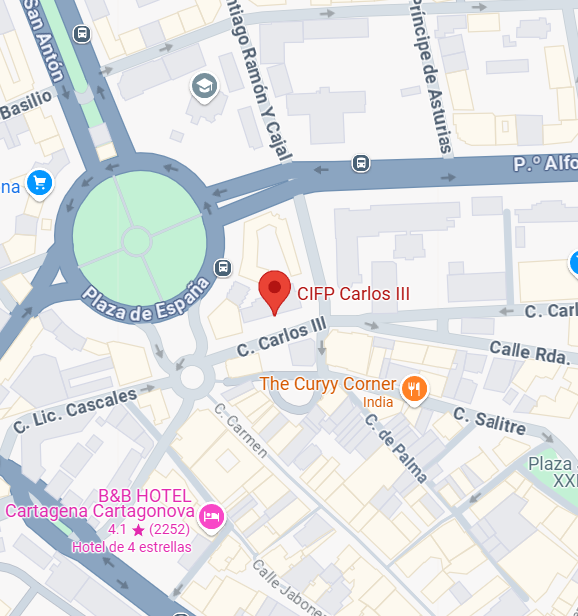 San Antón
Basilio
ntiago Ramón Y Cajal
Príncipe de Asturias
P.º Alfo
na
Plaza de España
CIFP Carlos III
C. Carlos III
C. Carl
Calle Rda.
The Curyy Corner
India
C. Lic. Cascales
C. Carmen
C. de Palma
C. Salitre
Plaza
XXI
B&B HOTEL
Cartagena Cartagonova
4.1 ★ (2252)
Hotel de 4 estrellas
Calle Jabone